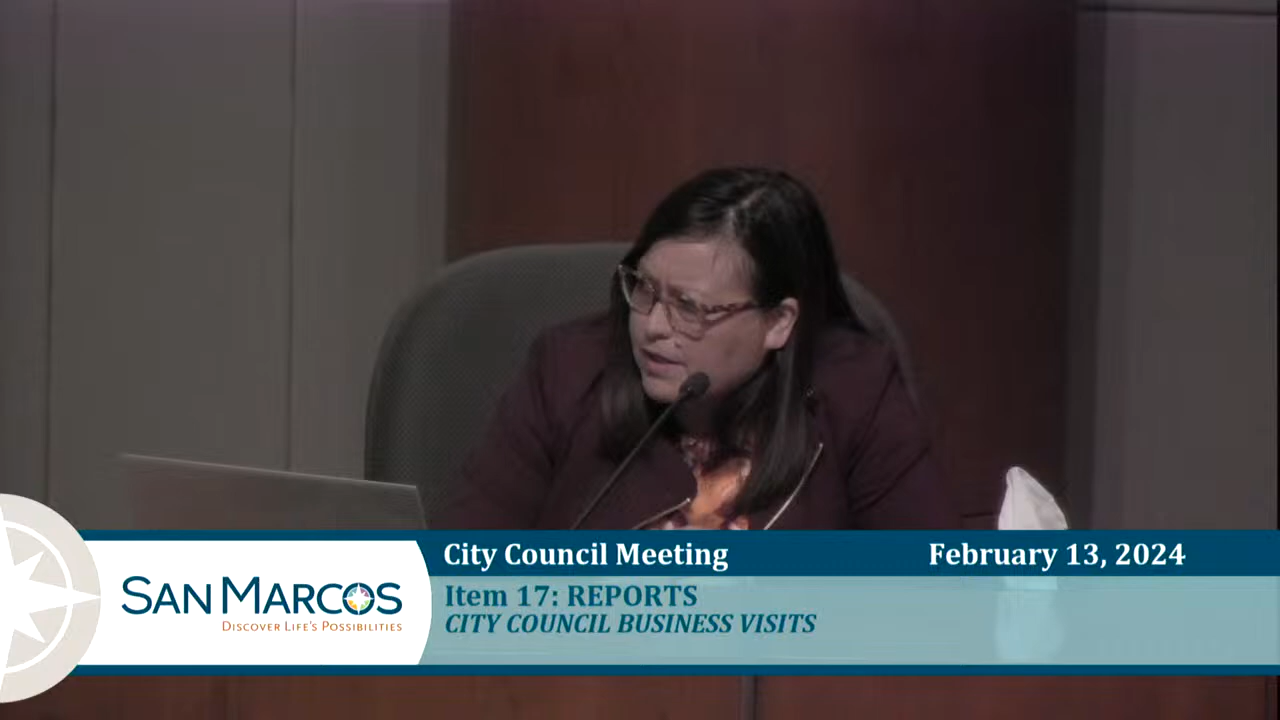 City Council Meeting
February 13, 2024
SAN MARCOS
DISCOVER LIFE'S POSSIBILITIES
Item 17: REPORTS
CITY COUNCIL BUSINESS VISITS